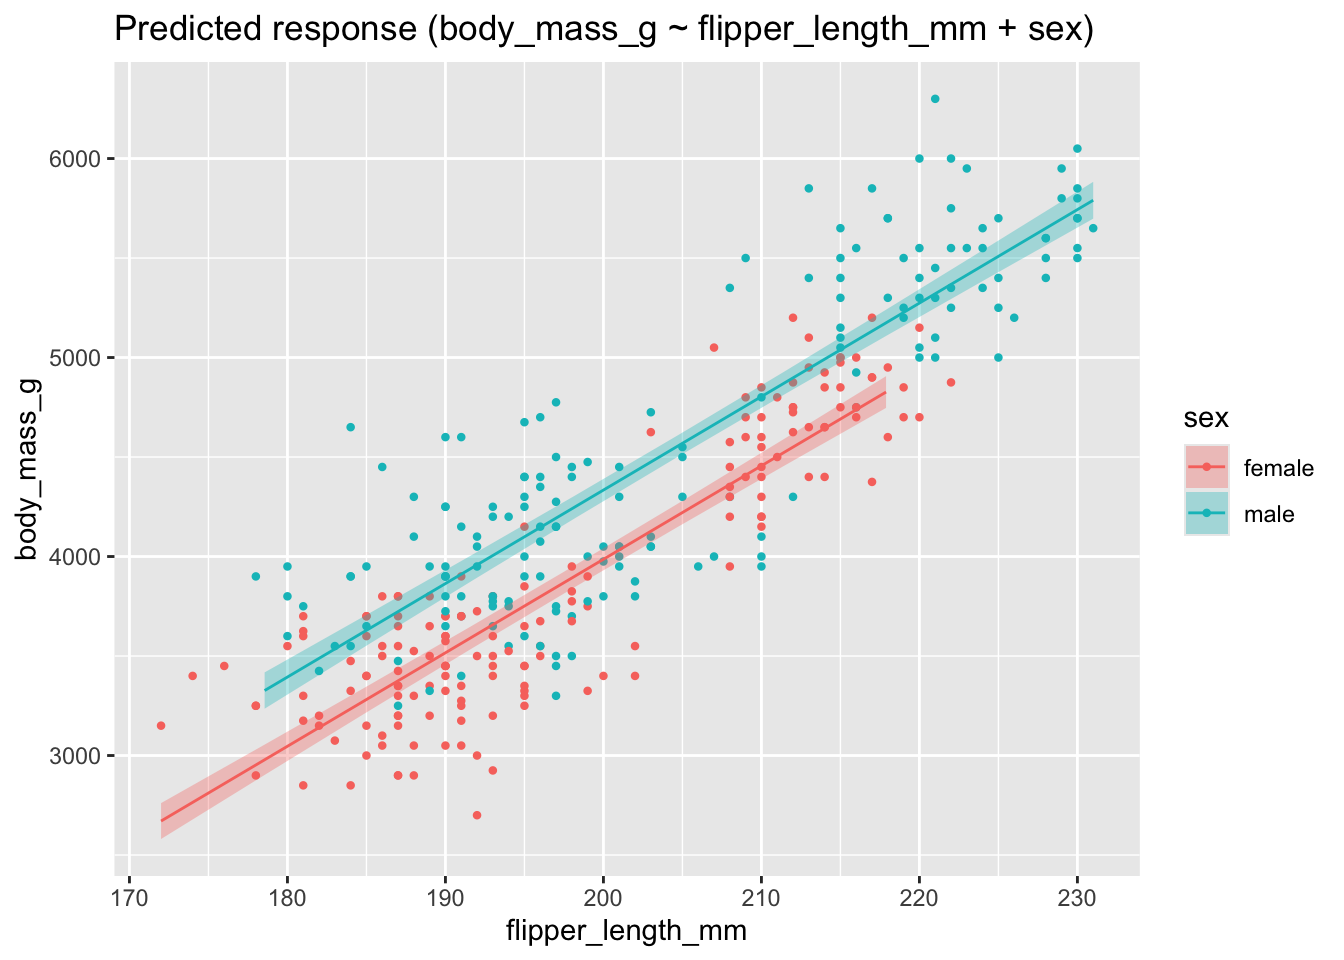 Predicted response (body_mass_g ~ flipper_length_mm + sex)
6000
5000
4000
3000
body_mass_g
170 180 190 200 210 220 230
flipper_length_mm
sex
female
male